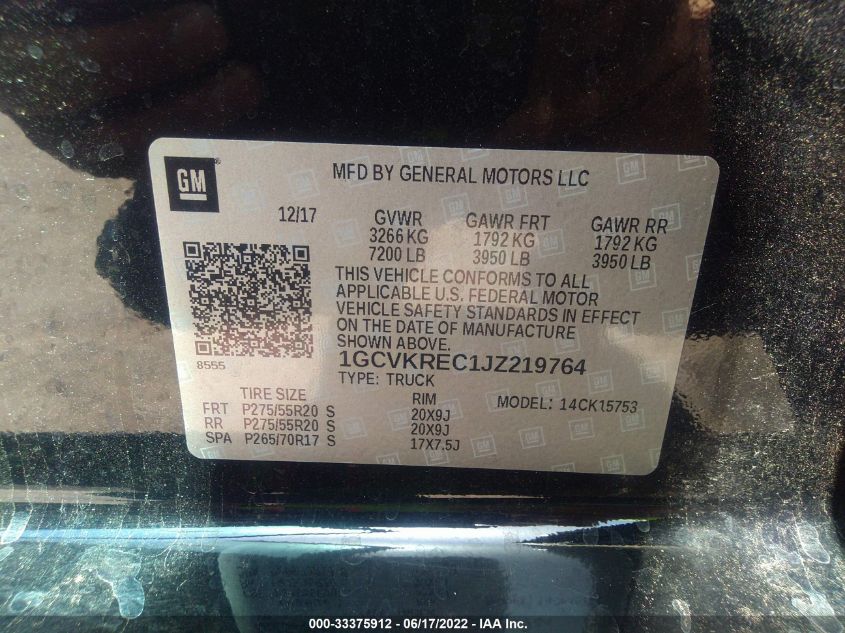 GM ®
MFD BY GENERAL MOTORS LLC
12/17 GVWR GAWR FRT GAWR RR
3266 KG 1792 KG 1792 KG
7200 LB 3950 LB 3950 LB
THIS VEHICLE CONFORMS TO ALL
APPLICABLE U.S. FEDERAL MOTOR
VEHICLE SAFETY STANDARDS IN EFFECT
ON THE DATE OF MANUFACTURE
SHOWN ABOVE.
8555
1GCVKREC1JZ219764
TYPE: TRUCK
TIRE SIZE RIM MODEL: 14CK15753
FRT P275/55R20 S 20X9J
RR P275/55R20 S 20X9J
SPA P265/70R17 S 17X7.5J
000-33375912 - 06/17/2022 - IAA Inc.